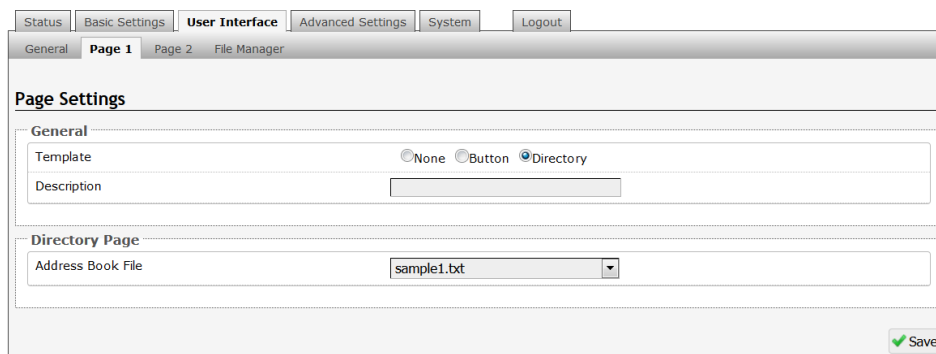 Status Basic Settings User Interface Advanced Settings System Logout
General Page 1 Page 2 File Manager
Page Settings
General
Template None Button Directory
Description
Directory Page
Address Book File sample1.txt
Save